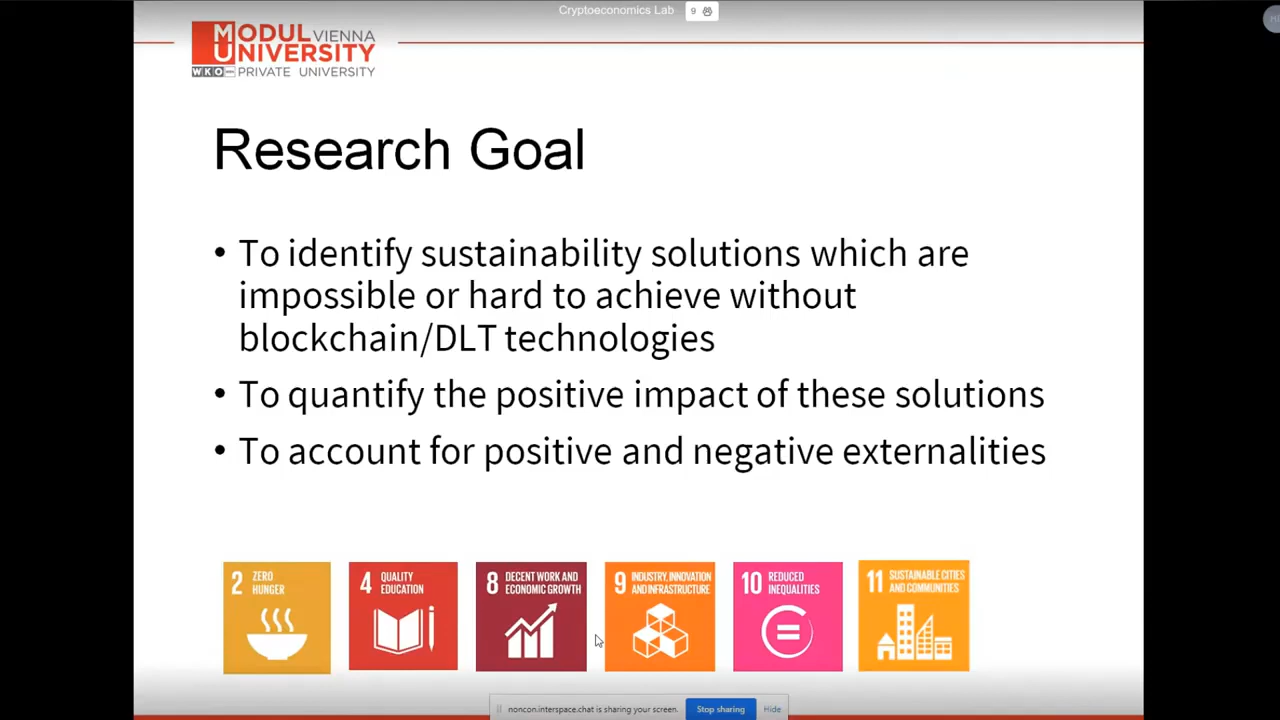 Cryptoeconomics Lab 9
MODUL VIENNA
UNIVERSITY
WKO PRIVATE UNIVERSITY
Research Goal
• To identify sustainability solutions which are
impossible or hard to achieve without
blockchain/DLT technologies
• To quantify the positive impact of these solutions
• To account for positive and negative externalities
2 ZERO
HUNGER
4 QUALITY
EDUCATION
8 DECENT WORK AND
ECONOMIC GROWTH
9 INDUSTRY, INNOVATION
AND INFRASTRUCTURE
10 REDUCED
INEQUALITIES
11 SUSTAINABLE CITIES
AND COMMUNITIES
noncon.interspace.chat is sharing your screen. Stop sharing Hide